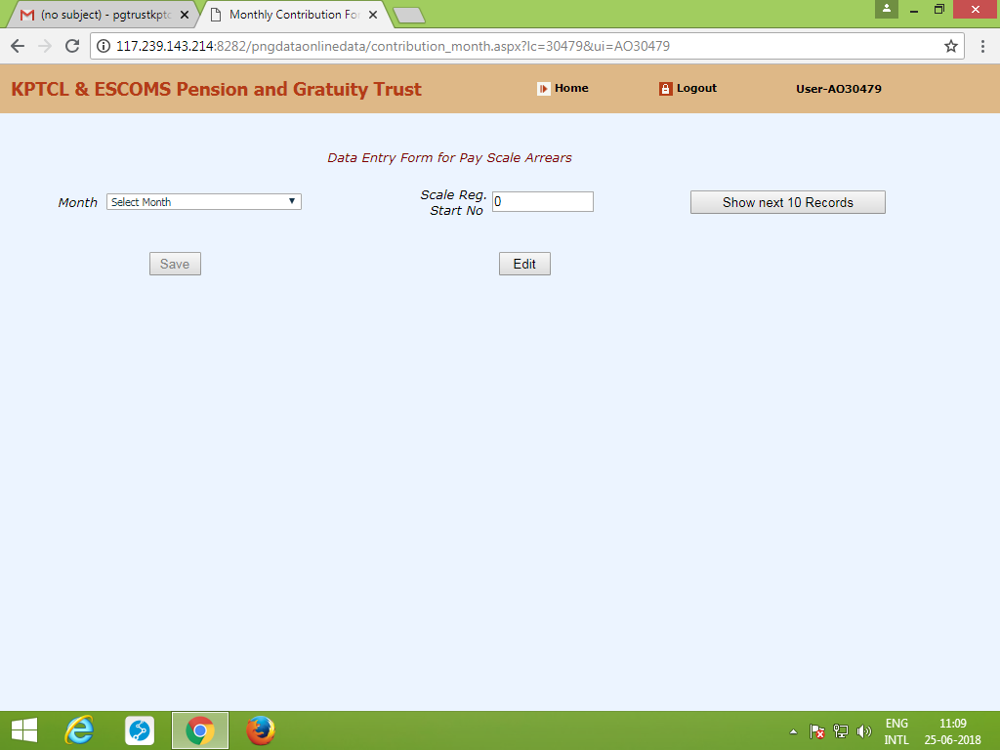 (no subject) - pgtrustkptc
Monthly Contribution Fo
117.239.143.214:8282/pngdataonlinedata/contribution_month.aspx?lc=30479&ui=AO30479
KPTCL & ESCOMS Pension and Gratuity Trust
Home
Logout
User-AO30479
Data Entry Form for Pay Scale Arrears
Month
Select Month
Scale Reg.
Start No
0
Show next 10 Records
Save
Edit
ENG
INTL
11:09
25-06-2018